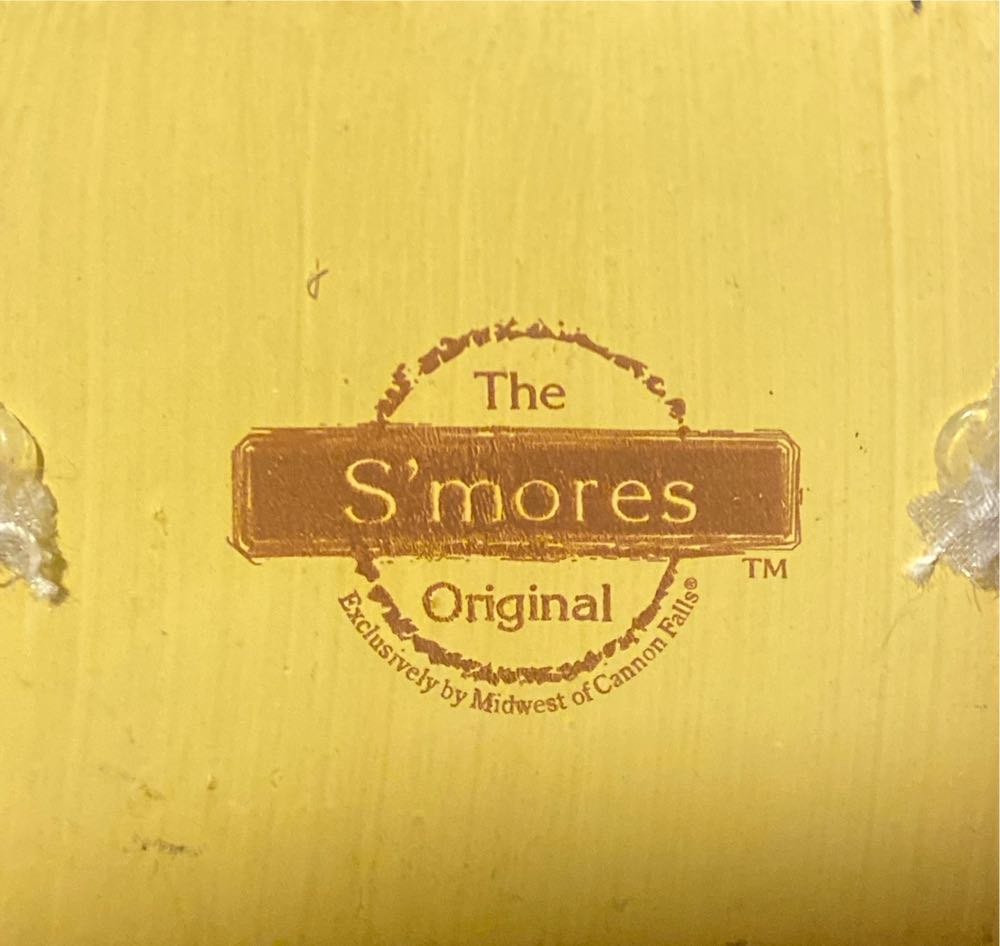 The
S'mores
TM
Original
Exclusively by Midwest of Cannon Falls®